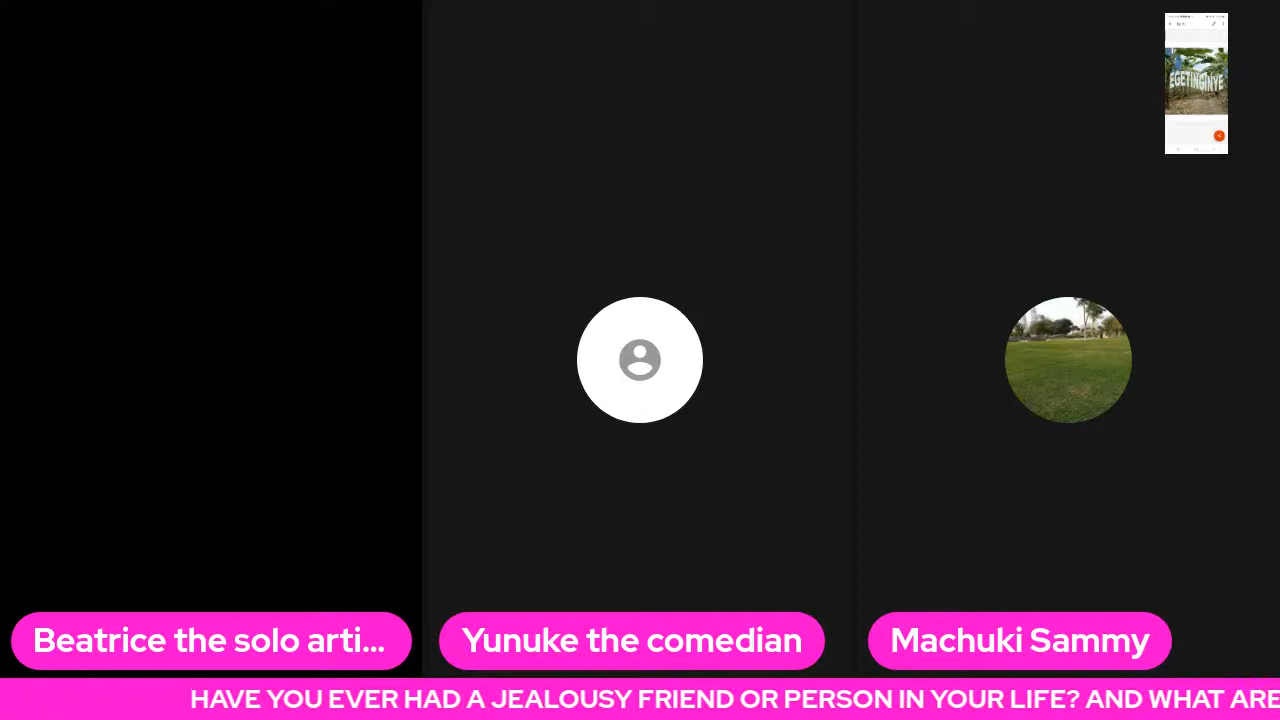 EGETINGINYE
Beatrice the solo arti...
Yunuke the comedian
Machuki Sammy
HAVE YOU EVER HAD A JEALOUSY FRIEND OR PERSON IN YOUR LIFE? AND WHAT ARE